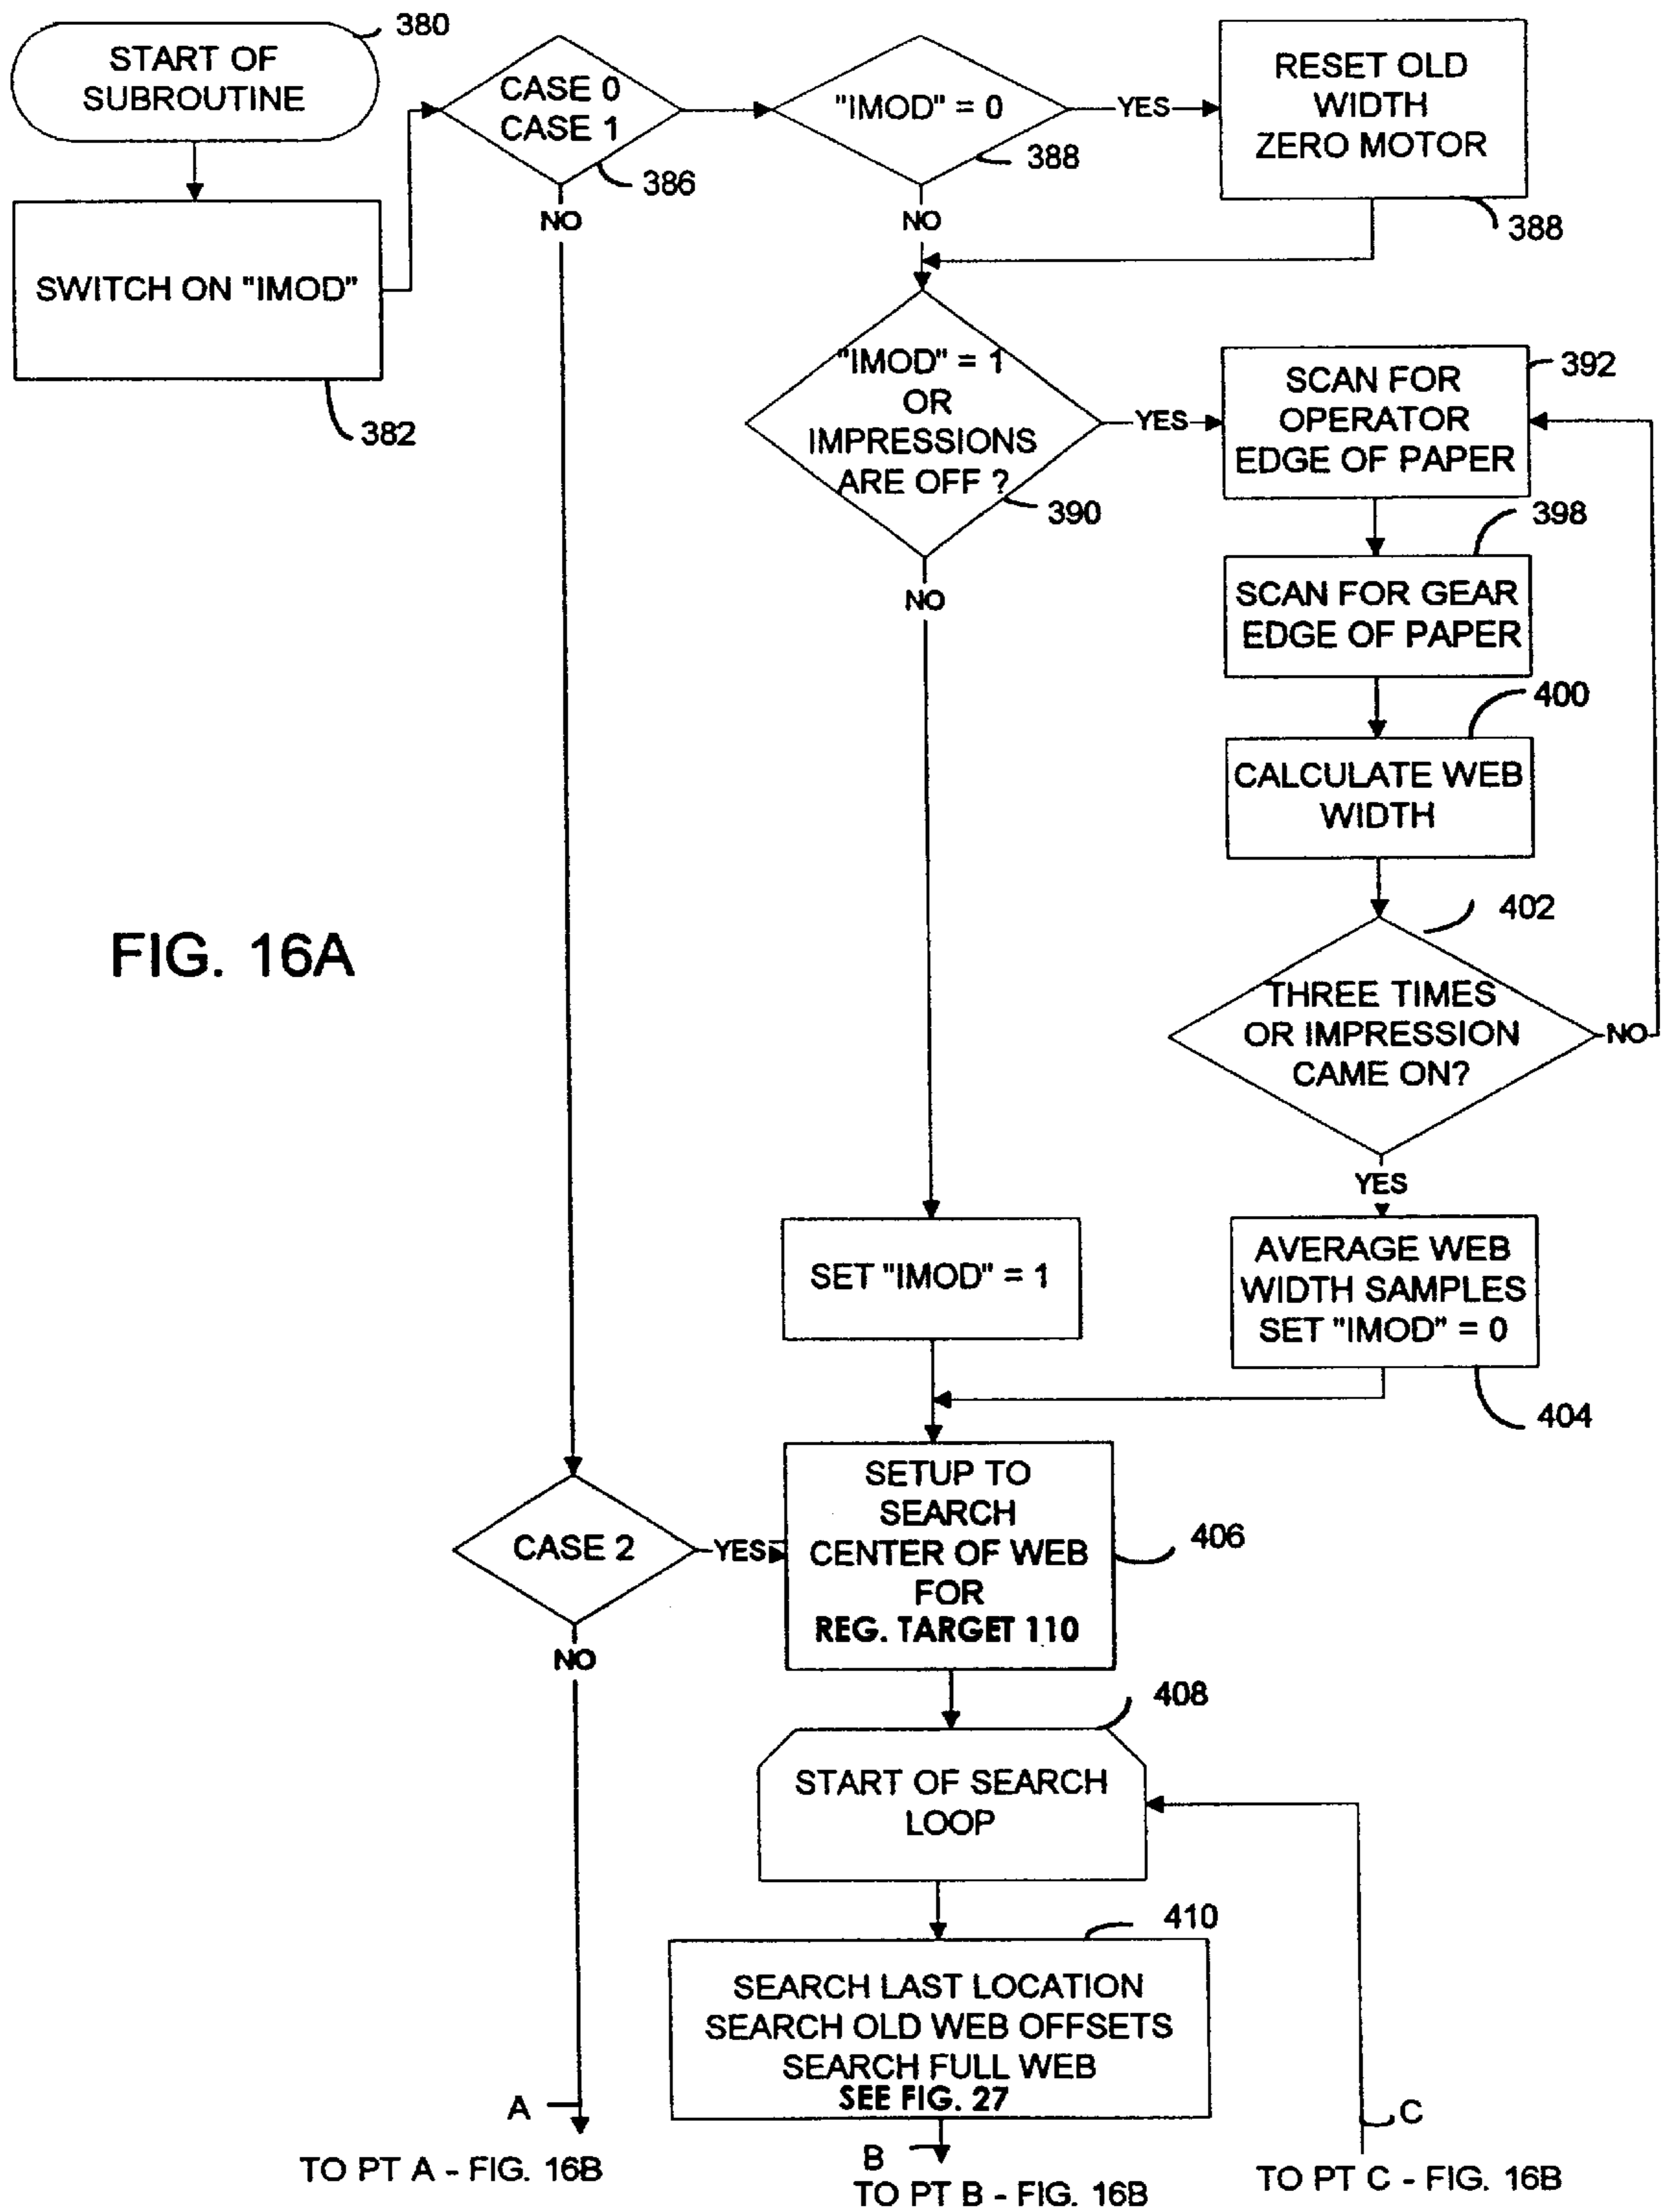 380
START OF
SUBROUTINE
SWITCH ON "IMOD"
382
CASE 0
CASE 1
386
NO
"IMOD" = 0
388
YES
NO
RESET OLD
WIDTH
ZERO MOTOR
388
"IMOD" = 1
OR
IMPRESSIONS
ARE OFF ?
390
YES
NO
SCAN FOR
OPERATOR
EDGE OF PAPER
392
398
SCAN FOR GEAR
EDGE OF PAPER
400
CALCULATE WEB
WIDTH
402
THREE TIMES
OR IMPRESSION
CAME ON?
NO
YES
FIG. 16A
SET "IMOD" = 1
AVERAGE WEB
WIDTH SAMPLES
SET "IMOD" = 0
404
CASE 2
YES
NO
SETUP TO
SEARCH
CENTER OF WEB
FOR
REG. TARGET 110
406
408
START OF SEARCH
LOOP
410
SEARCH LAST LOCATION
SEARCH OLD WEB OFFSETS
SEARCH FULL WEB
SEE FIG. 27
A
TO PT A - FIG. 16B
B
TO PT B - FIG. 16B
C
TO PT C - FIG. 16B